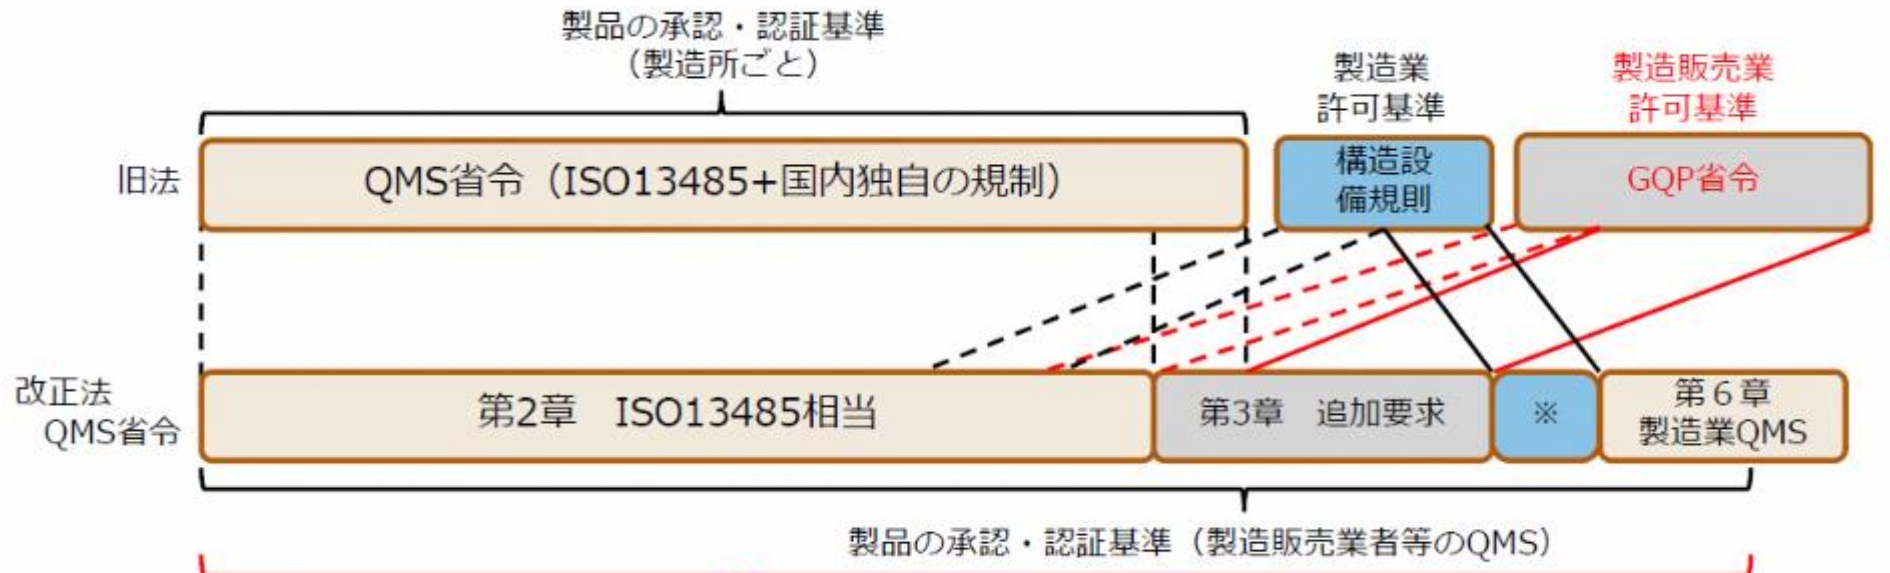 製品の承認・認証基準
（製造所ごと）
製造業
許可基準
製造販売業
許可基準
旧法
QMS省令（ISO13485+国内独自の規制）
構造設
備規則
GQP省令
改正法
QMS省令
第2章　ISO13485相当
第3章　追加要求
※
第６章
製造業QMS
製品の承認・認証基準（製造販売業者等のQMS）